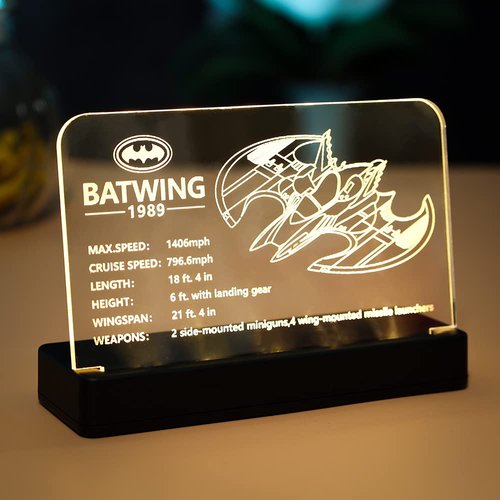 BATWING
1989
MAX.SPEED: 1406mph
CRUISE SPEED: 796.6mph
LENGTH: 18 ft. 4 in
HEIGHT: 6 ft. with landing gear
WINGSPAN: 21 ft. 4 in
WEAPONS: 2 side-mounted miniguns,4 wing-mounted missile launchers